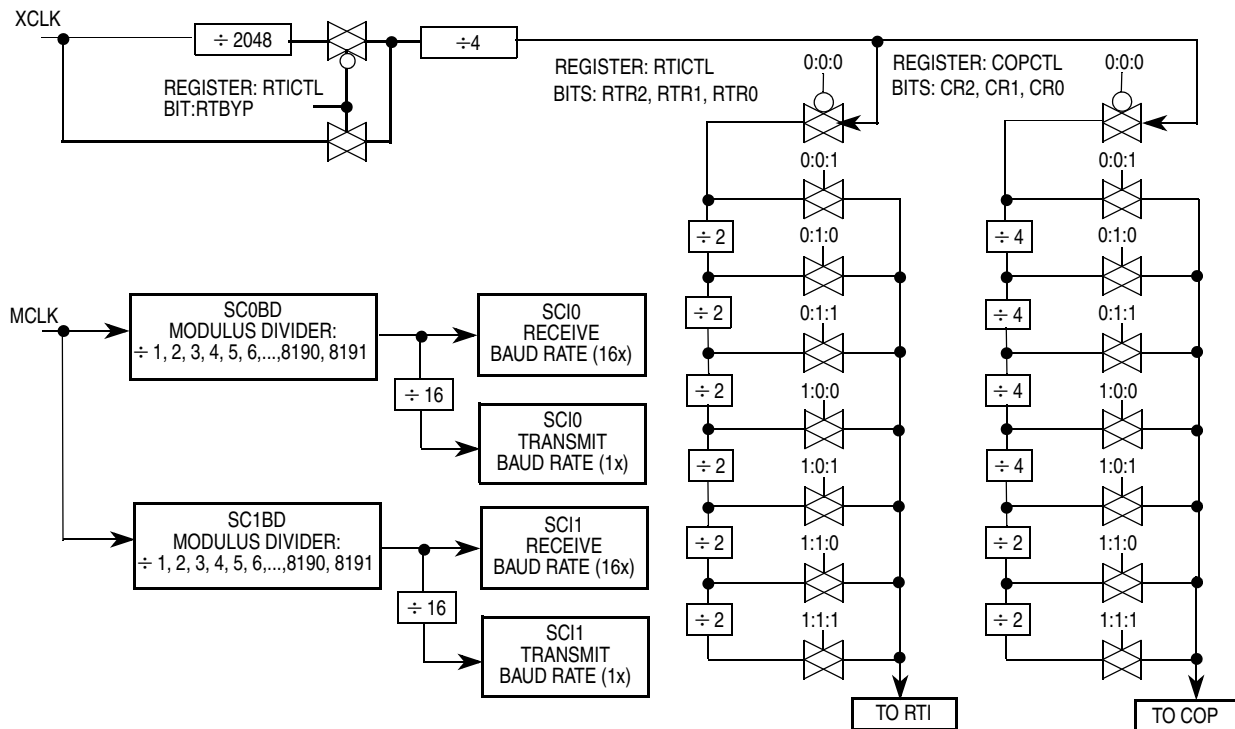 XCLK
÷ 2048
÷4
REGISTER: RTICTL
BIT:RTBYP
REGISTER: RTICTL
BITS: RTR2, RTR1, RTR0
0:0:0
REGISTER: COPCTL
BITS: CR2, CR1, CR0
0:0:0
0:0:1
÷ 2
0:1:0
÷ 2
0:1:1
÷ 2
1:0:0
÷ 2
1:0:1
÷ 2
1:1:0
÷ 2
1:1:1
TO RTI
0:0:1
÷ 4
0:1:0
÷ 4
0:1:1
÷ 4
1:0:0
÷ 4
1:0:1
÷ 2
1:1:0
÷ 2
1:1:1
TO COP
MCLK
SC0BD
MODULUS DIVIDER:
÷ 1, 2, 3, 4, 5, 6,...,8190, 8191
÷ 16
SCI0
RECEIVE
BAUD RATE (16x)
SCI0
TRANSMIT
BAUD RATE (1x)
SC1BD
MODULUS DIVIDER:
÷ 1, 2, 3, 4, 5, 6,...,8190, 8191
÷ 16
SCI1
RECEIVE
BAUD RATE (16x)
SCI1
TRANSMIT
BAUD RATE (1x)